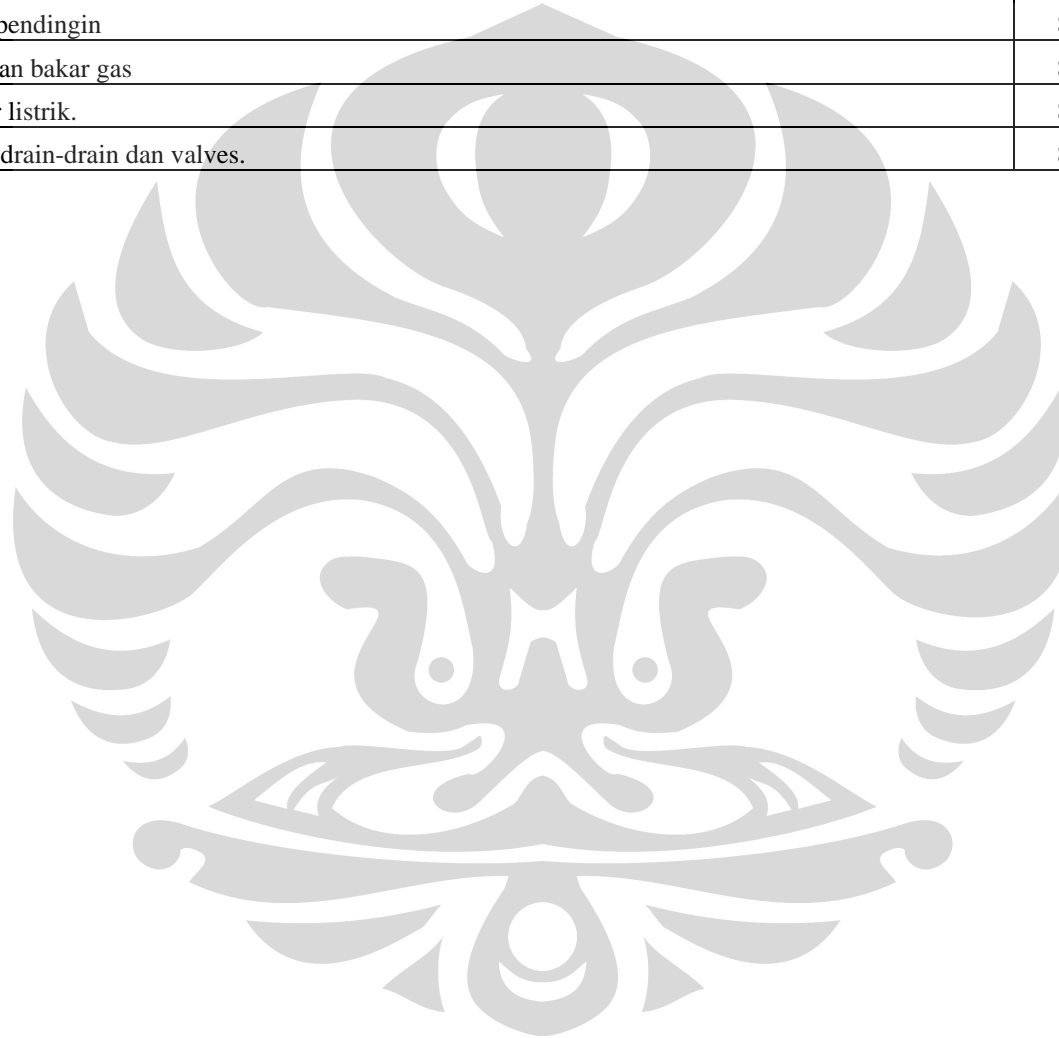 pendingin
an bakar gas
listrik.
drain-drain dan valves.